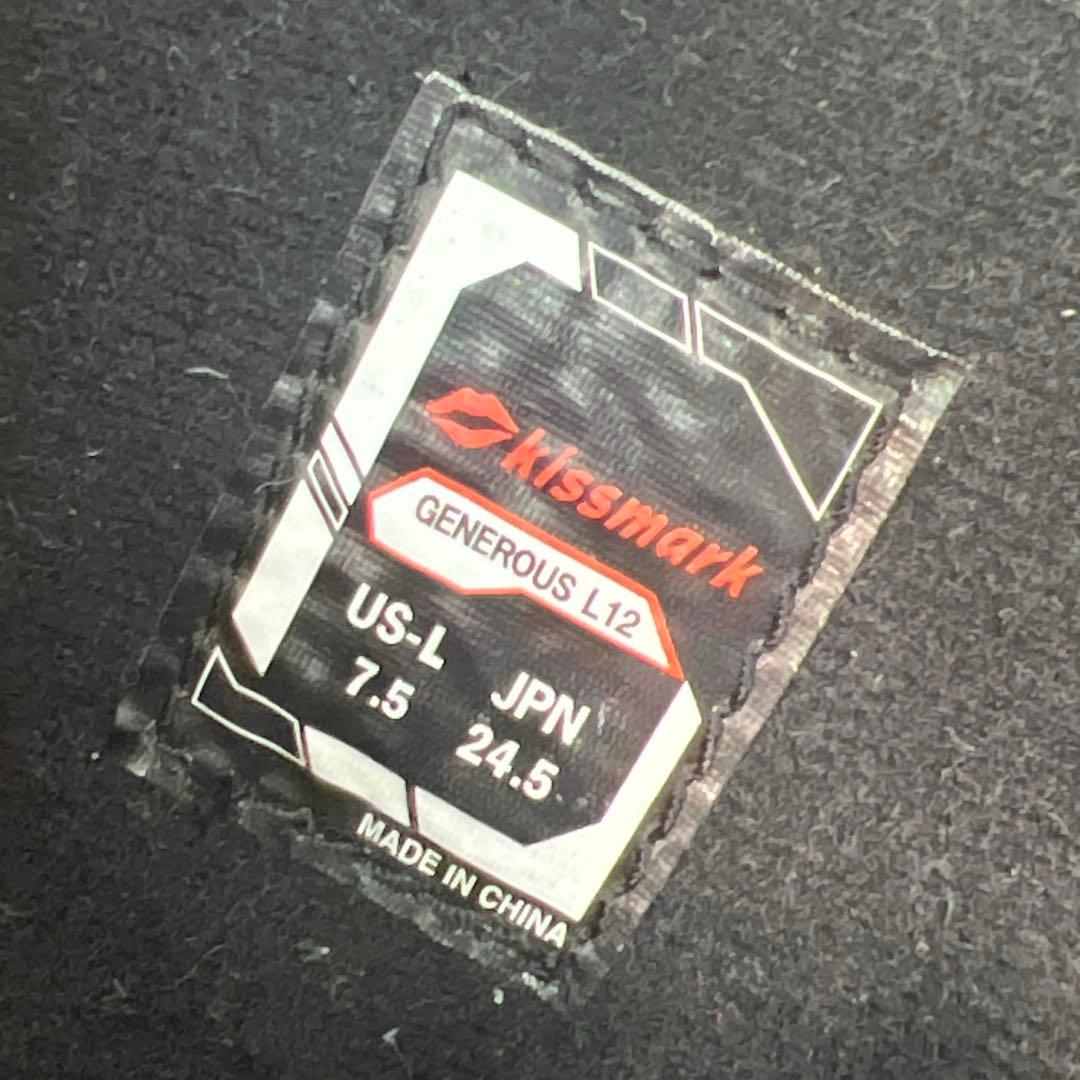 kissmark
GENEROUS L12
US-L JPN
7.5 24.5
MADE IN CHINA